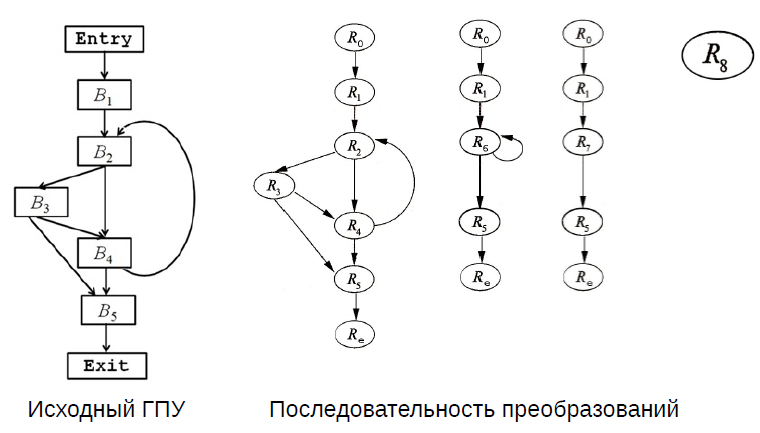 Entry
B1
B2
B3
B4
B5
Exit
R0
R1
R2
R3
R4
R5
Re
R0
R1
R6
R5
Re
R0
R1
R7
R5
Re
R8
Исходный ГПУ
Последовательность преобразований